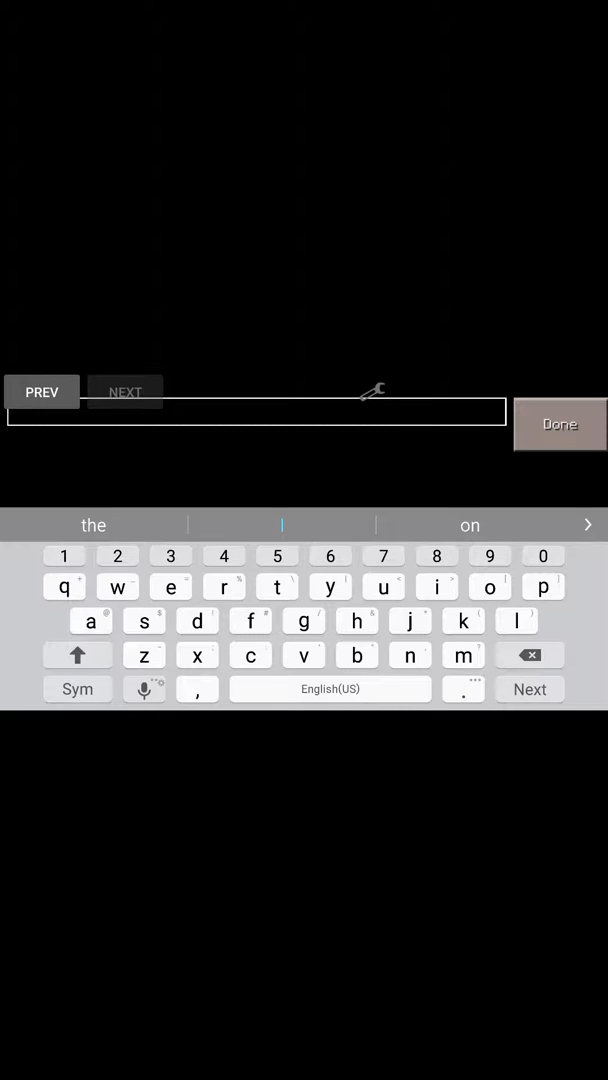 PREV NEXT
Done
the I on
1 2 3 4 5 6 7 8 9 0
q w e r t y u i o p
a s d f g h j k l
z x c v b n m
Sym , English(US) . Next